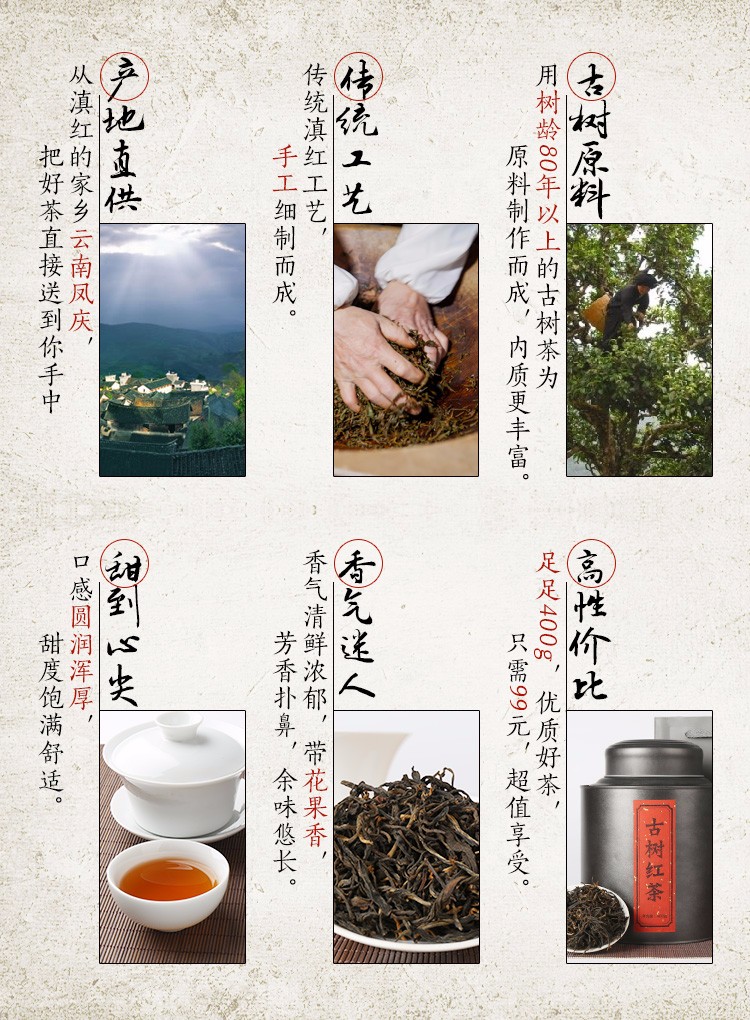 古树原料
用树龄80年以上的古树茶为
原料制作而成，内质更丰富。
传统工艺
传统滇红工艺，
手工细制而成。
产地直供
从滇红的家乡云南凤庆，
把好茶直接送到你手中
高性价比
足足400g，优质好茶，
只需99元，超值享受。
古树红茶
香气迷人
香气清鲜浓郁，带花果香，
芳香扑鼻，余味悠长。
甜到心尖
口感圆润浑厚，
甜度饱满舒适。